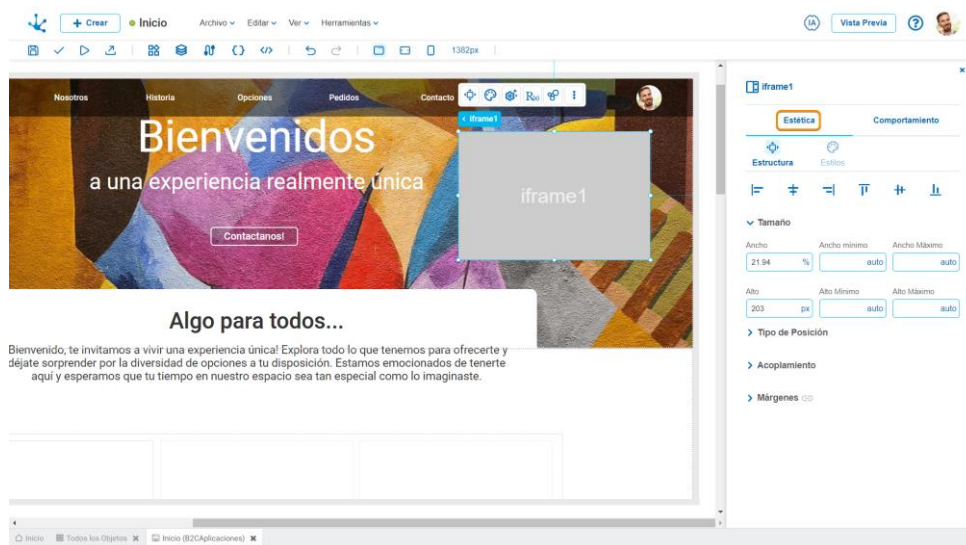 + Crear
Inicio
Archivo
Editar
Ver
Herramientas
IA
Vista Previa
?
1382px
Nosotros
Historia
Opciones
Pedidos
Contacto
iframe1
Bienvenidos
a una experiencia realmente única
iframe1
Contactanos!
Algo para todos...
Bienvenido, te invitamos a vivir una experiencia única! Explora todo lo que tenemos para ofrecerte y
déjate sorprender por la diversidad de opciones a tu disposición. Estamos emocionados de tenerte
aquí y esperamos que tu tiempo en nuestro espacio sea tan especial como lo imaginaste.
iframe1
Estética
Comportamiento
Estructura
Estilos
Tamaño
Ancho
Ancho mínimo
Ancho Máximo
21.94 %
auto
auto
Alto
Alto Mínimo
Alto Máximo
203 px
auto
auto
Tipo de Posición
Acoplamiento
Márgenes
Inicio
Todos los Objetos
Inicio (B2CAplicaciones)